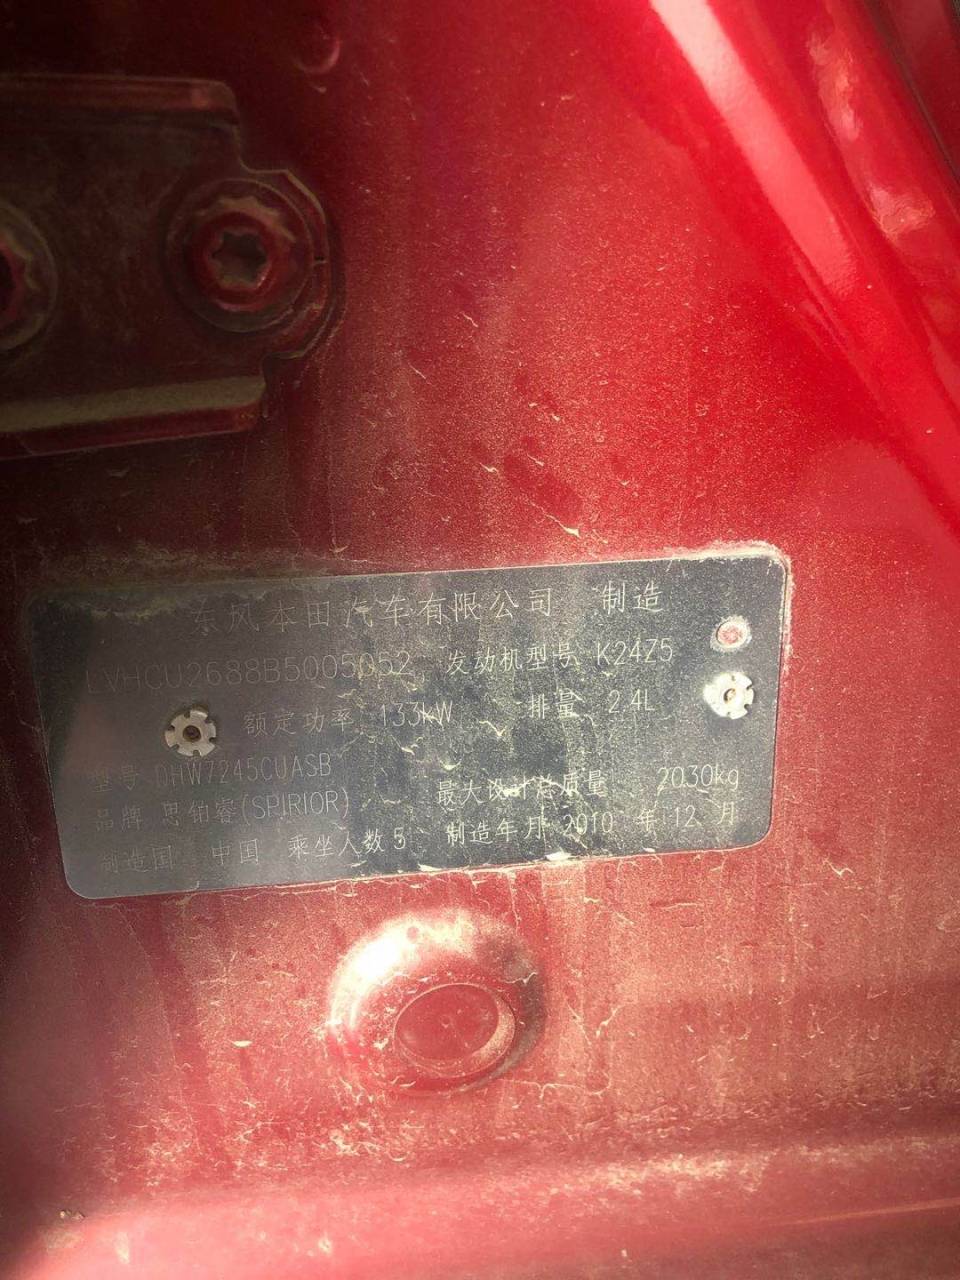 东风本田汽车有限公司 制造
LVHCU2688B5005052 发动机型号 K24Z5
额定功率 133kW 排量 2.4L
型号 DHW7245CUASB
品牌 思铂睿(SPIRIOR) 最大设计总质量 2030kg
制造国 中国 乘坐人数 5 制造年月 2010 年 12 月